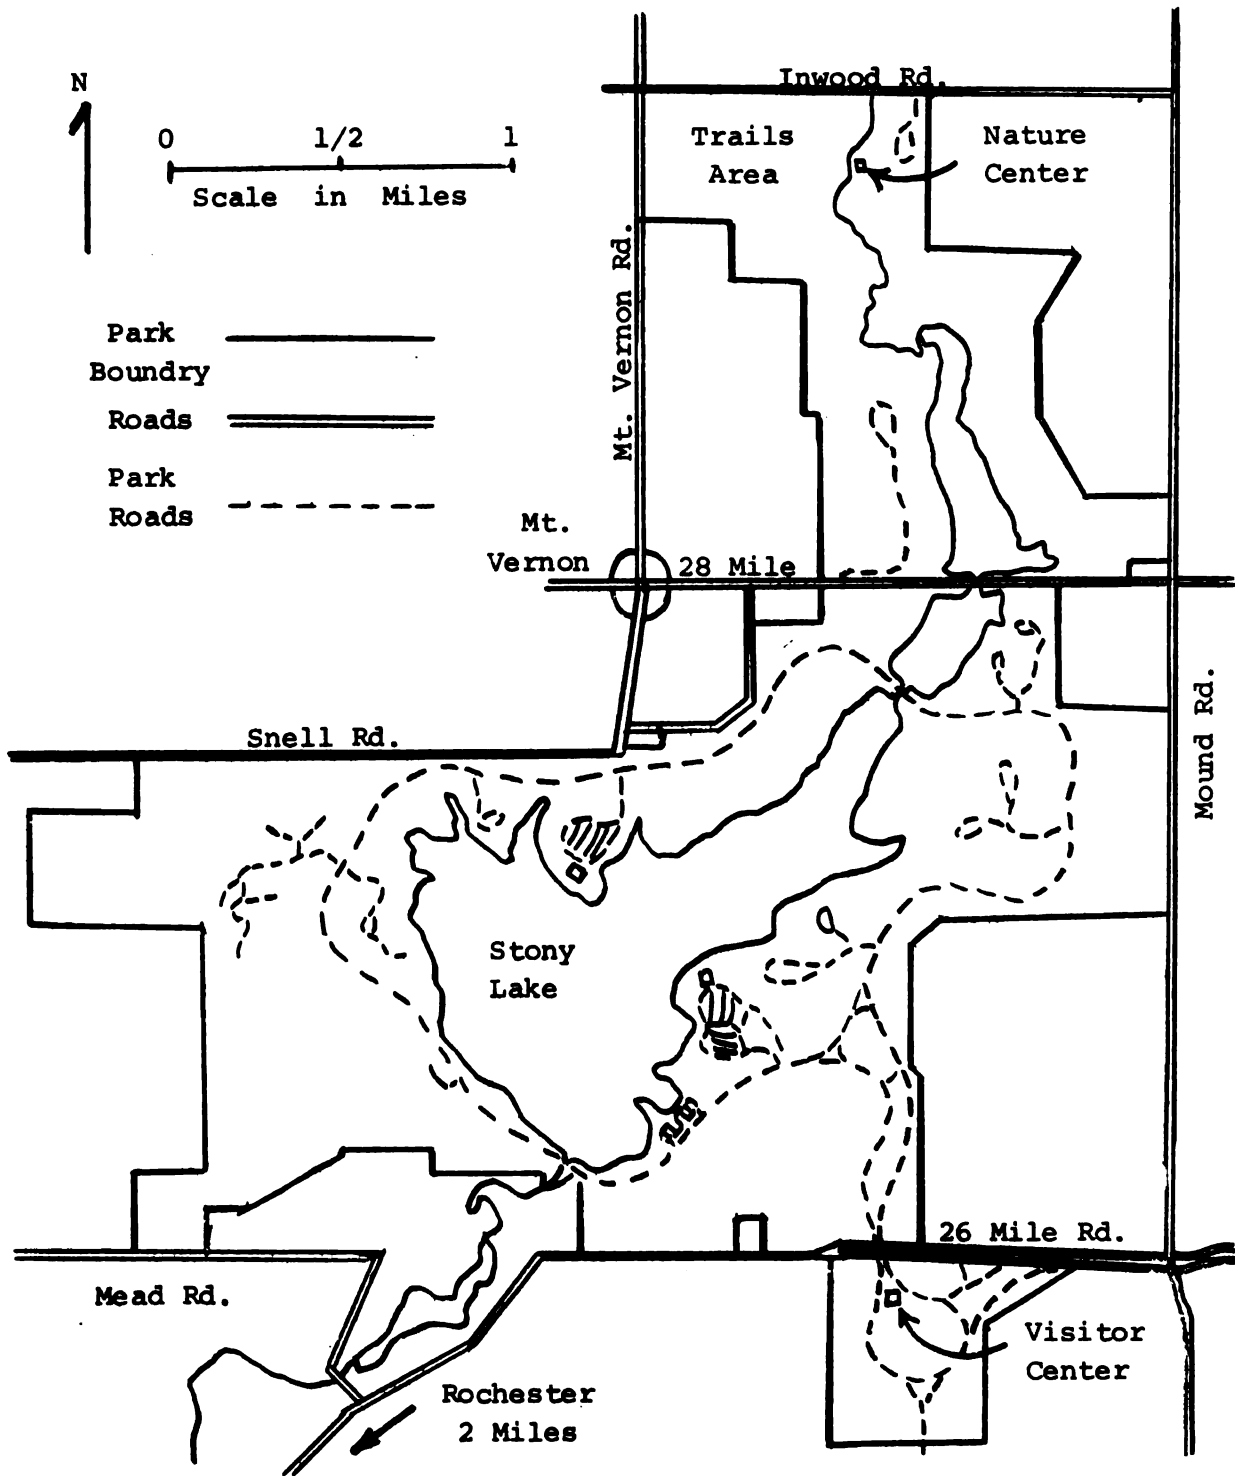 Inwood Rd.
N
0 1/2 1
Scale in Miles
Trails
Area
Nature
Center
Mt. Vernon Rd.
Park
Boundry
Roads
Park
Roads
Mt.
Vernon
28 Mile
Mound Rd.
Snell Rd.
Stony
Lake
26 Mile Rd.
Mead Rd.
Visitor
Center
Rochester
2 Miles